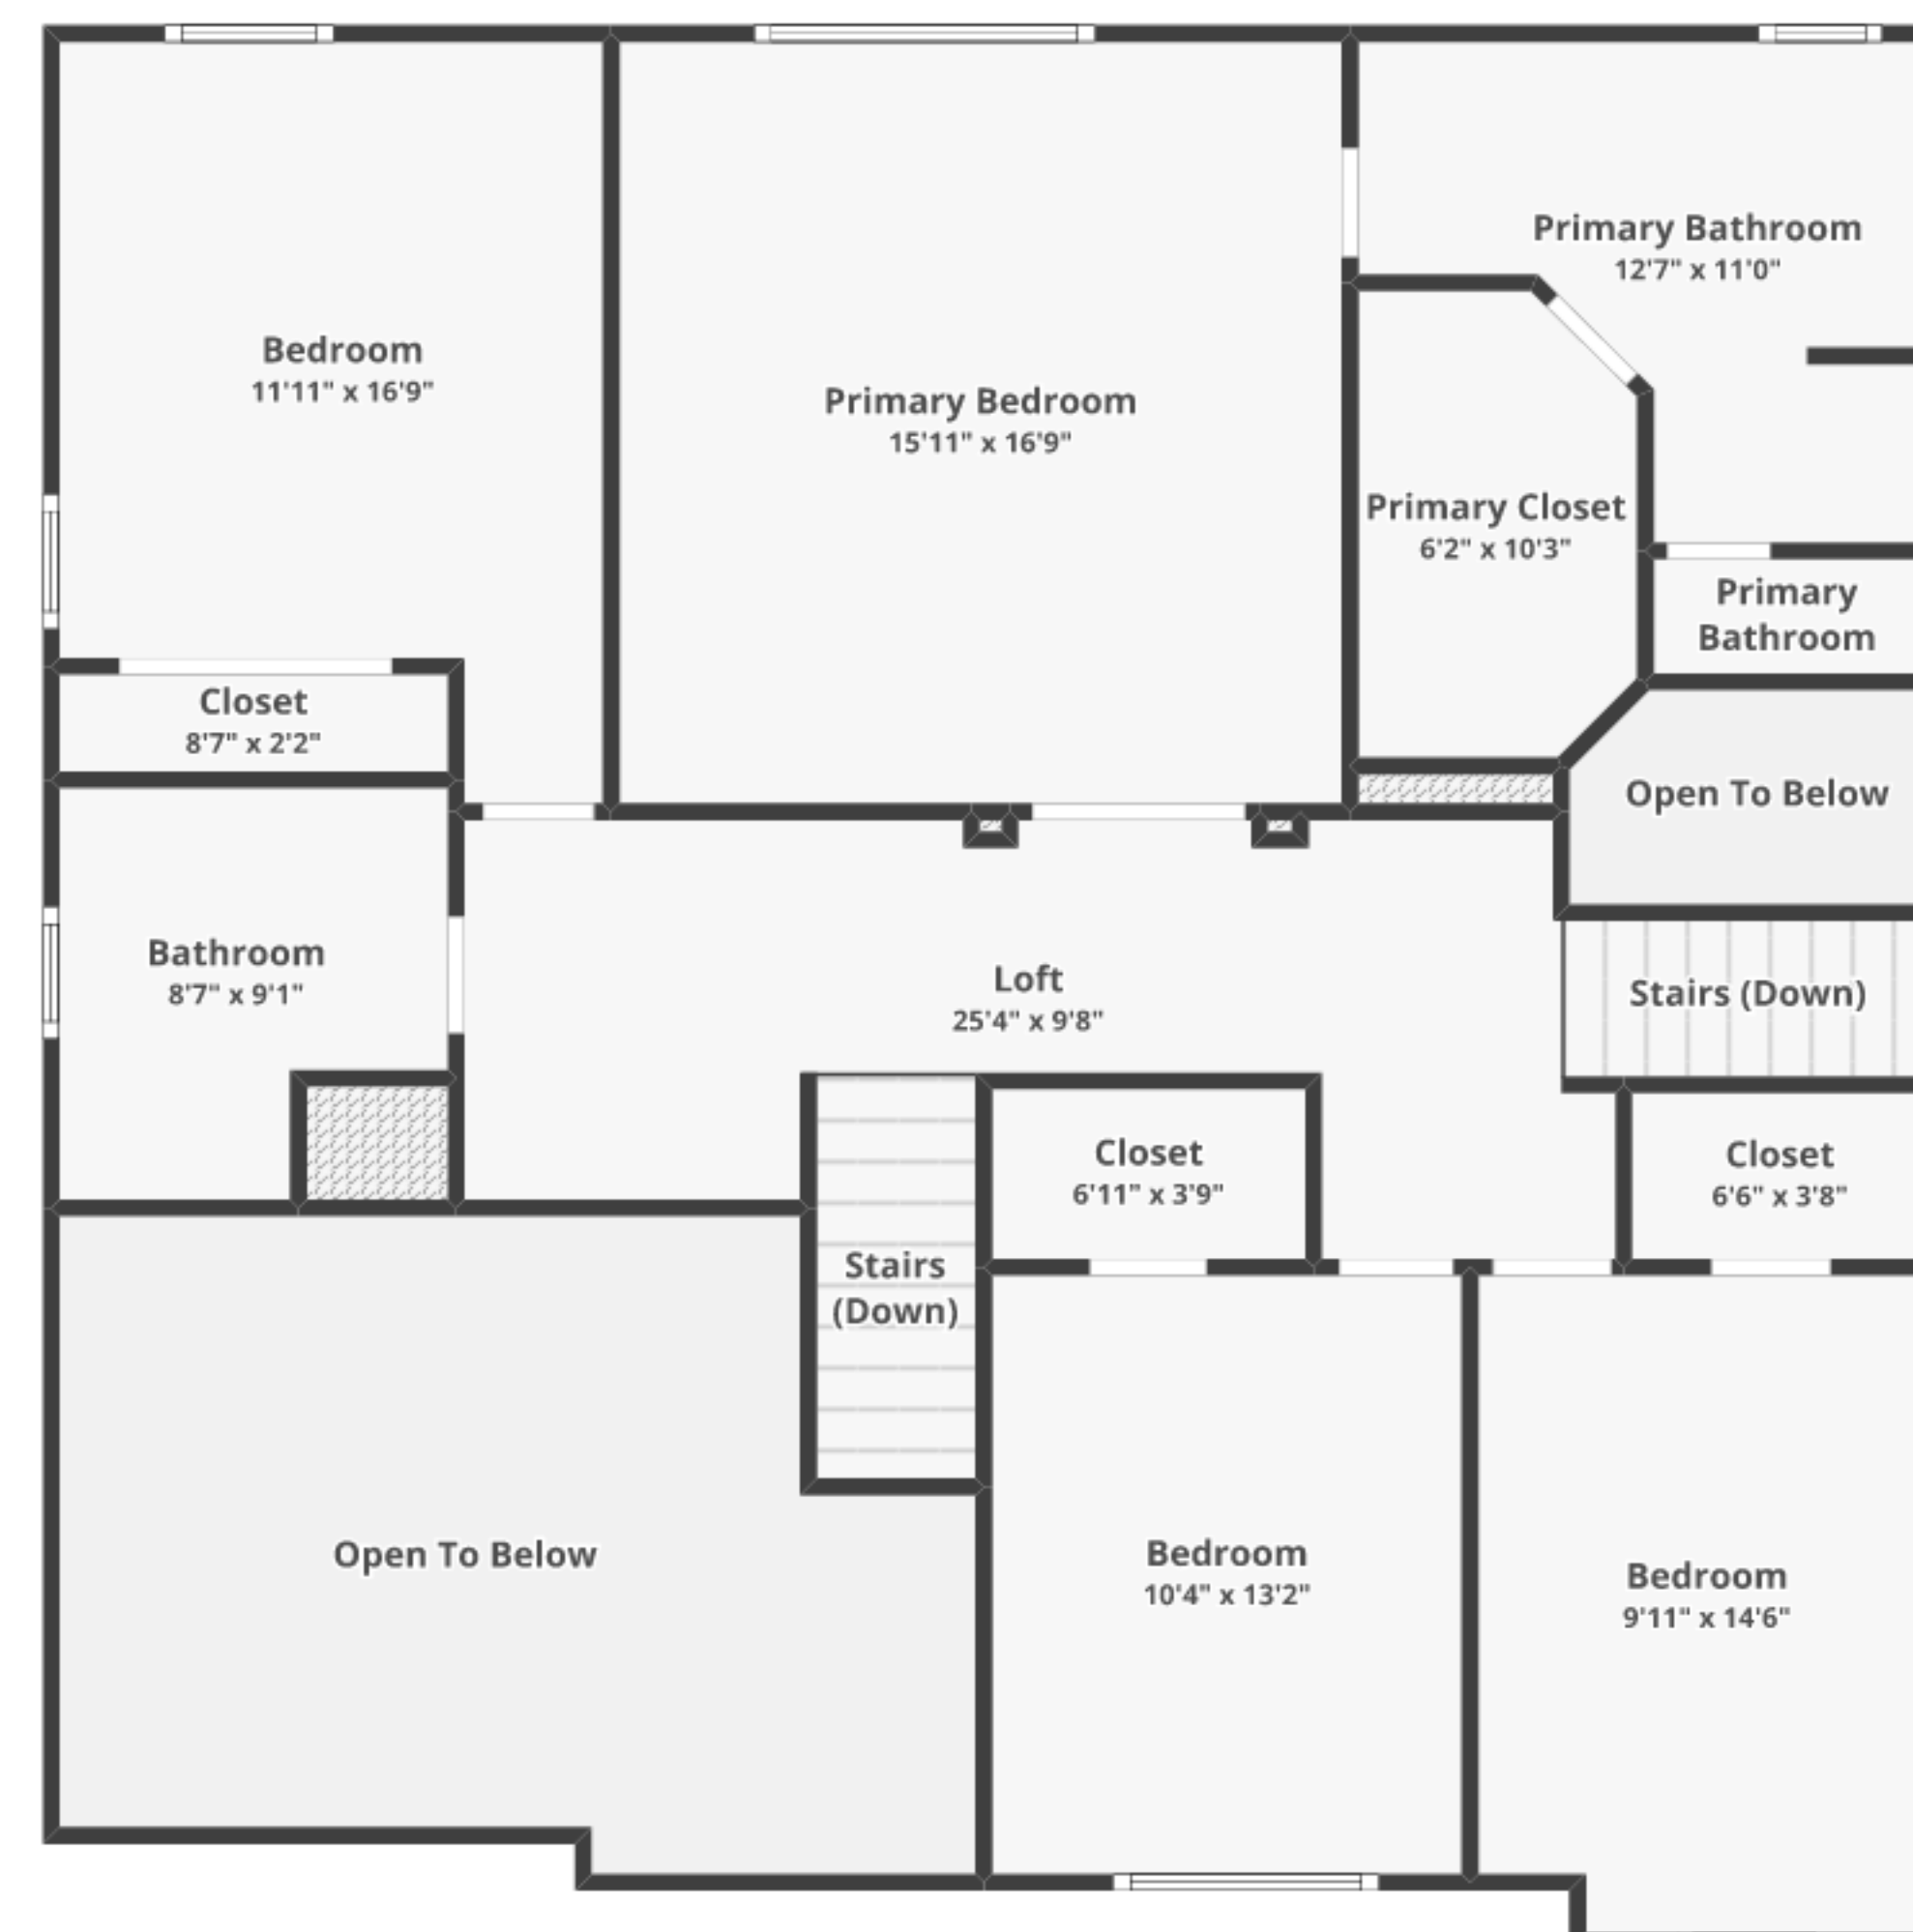 Primary Bathroom
12'7" x 11'0"
Bedroom
11'11" x 16'9"
Primary Bedroom
15'11" x 16'9"
Primary Closet
6'2" x 10'3"
Primary
Bathroom
Closet
8'7" x 2'2"
Open To Below
Bathroom
8'7" x 9'1"
Loft
25'4" x 9'8"
Stairs (Down)
Closet
6'11" x 3'9"
Closet
6'6" x 3'8"
Stairs
(Down)
Open To Below
Bedroom
10'4" x 13'2"
Bedroom
9'11" x 14'6"